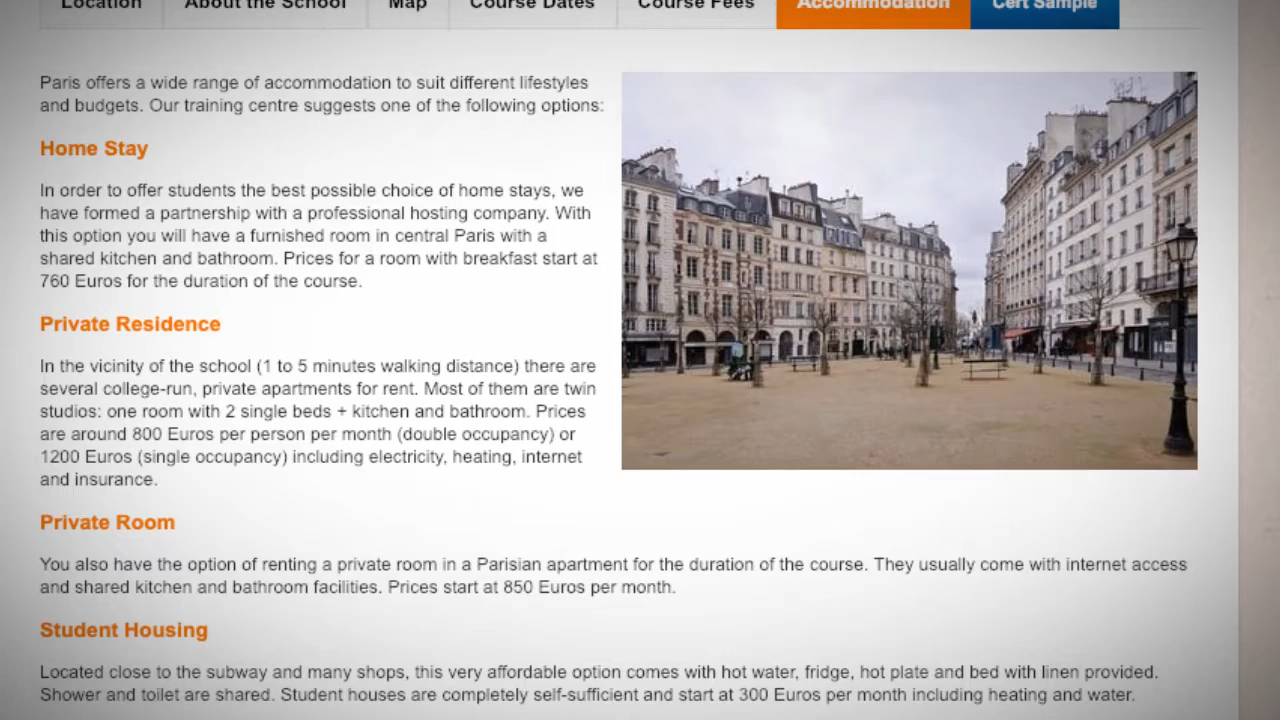 Location
About the School
Map
Course Dates
Course Fees
Accommodation
Cert Sample
Paris offers a wide range of accommodation to suit different lifestyles
and budgets. Our training centre suggests one of the following options:
Home Stay
In order to offer students the best possible choice of home stays, we
have formed a partnership with a professional hosting company. With
this option you will have a furnished room in central Paris with a
shared kitchen and bathroom. Prices for a room with breakfast start at
760 Euros for the duration of the course.
Private Residence
In the vicinity of the school (1 to 5 minutes walking distance) there are
several college-run, private apartments for rent. Most of them are twin
studios: one room with 2 single beds + kitchen and bathroom. Prices
are around 800 Euros per person per month (double occupancy) or
1200 Euros (single occupancy) including electricity, heating, internet
and insurance.
Private Room
You also have the option of renting a private room in a Parisian apartment for the duration of the course. They usually come with internet access
and shared kitchen and bathroom facilities. Prices start at 850 Euros per month.
Student Housing
Located close to the subway and many shops, this very affordable option comes with hot water, fridge, hot plate and bed with linen provided.
Shower and toilet are shared. Student houses are completely self-sufficient and start at 300 Euros per month including heating and water.